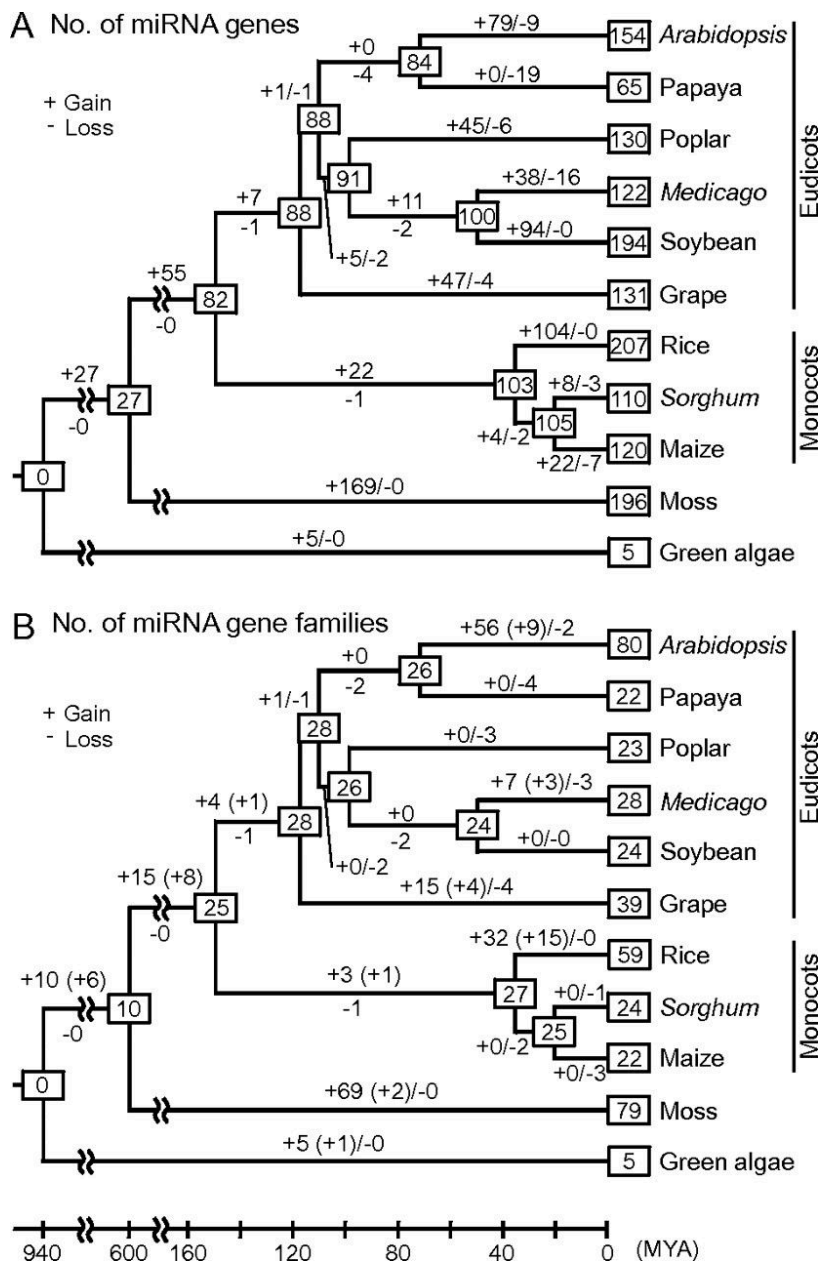 A No. of miRNA genes
+ Gain
- Loss
+0
-4
84
+79/-9
154
Arabidopsis
+0/-19
65
Papaya
+1/-1
88
+45/-6
130
Poplar
91
+38/-16
122
Medicago
+11
-2
100
+94/-0
194
Soybean
+7
-1
88
+5/-2
+47/-4
131
Grape
Eudicots
+55
-0
82
+104/-0
207
Rice
+22
-1
103
+8/-3
110
Sorghum
+4/-2
105
+22/-7
120
Maize
Monocots
+27
-0
27
0
+169/-0
196
Moss
+5/-0
5
Green algae
B No. of miRNA gene families
+ Gain
- Loss
+0
-2
26
+56 (+9)/-2
80
Arabidopsis
+0/-4
22
Papaya
+1/-1
28
+0/-3
23
Poplar
26
+7 (+3)/-3
28
Medicago
+0
-2
24
+0/-0
24
Soybean
+4 (+1)
-1
28
+0/-2
+15 (+4)/-4
39
Grape
Eudicots
+15 (+8)
-0
25
+32 (+15)/-0
59
Rice
+3 (+1)
-1
27
+0/-1
24
Sorghum
+0/-2
25
+0/-3
22
Maize
Monocots
+10 (+6)
-0
10
0
+69 (+2)/-0
79
Moss
+5 (+1)/-0
5
Green algae
940 600 160 120 80 40 0 (MYA)